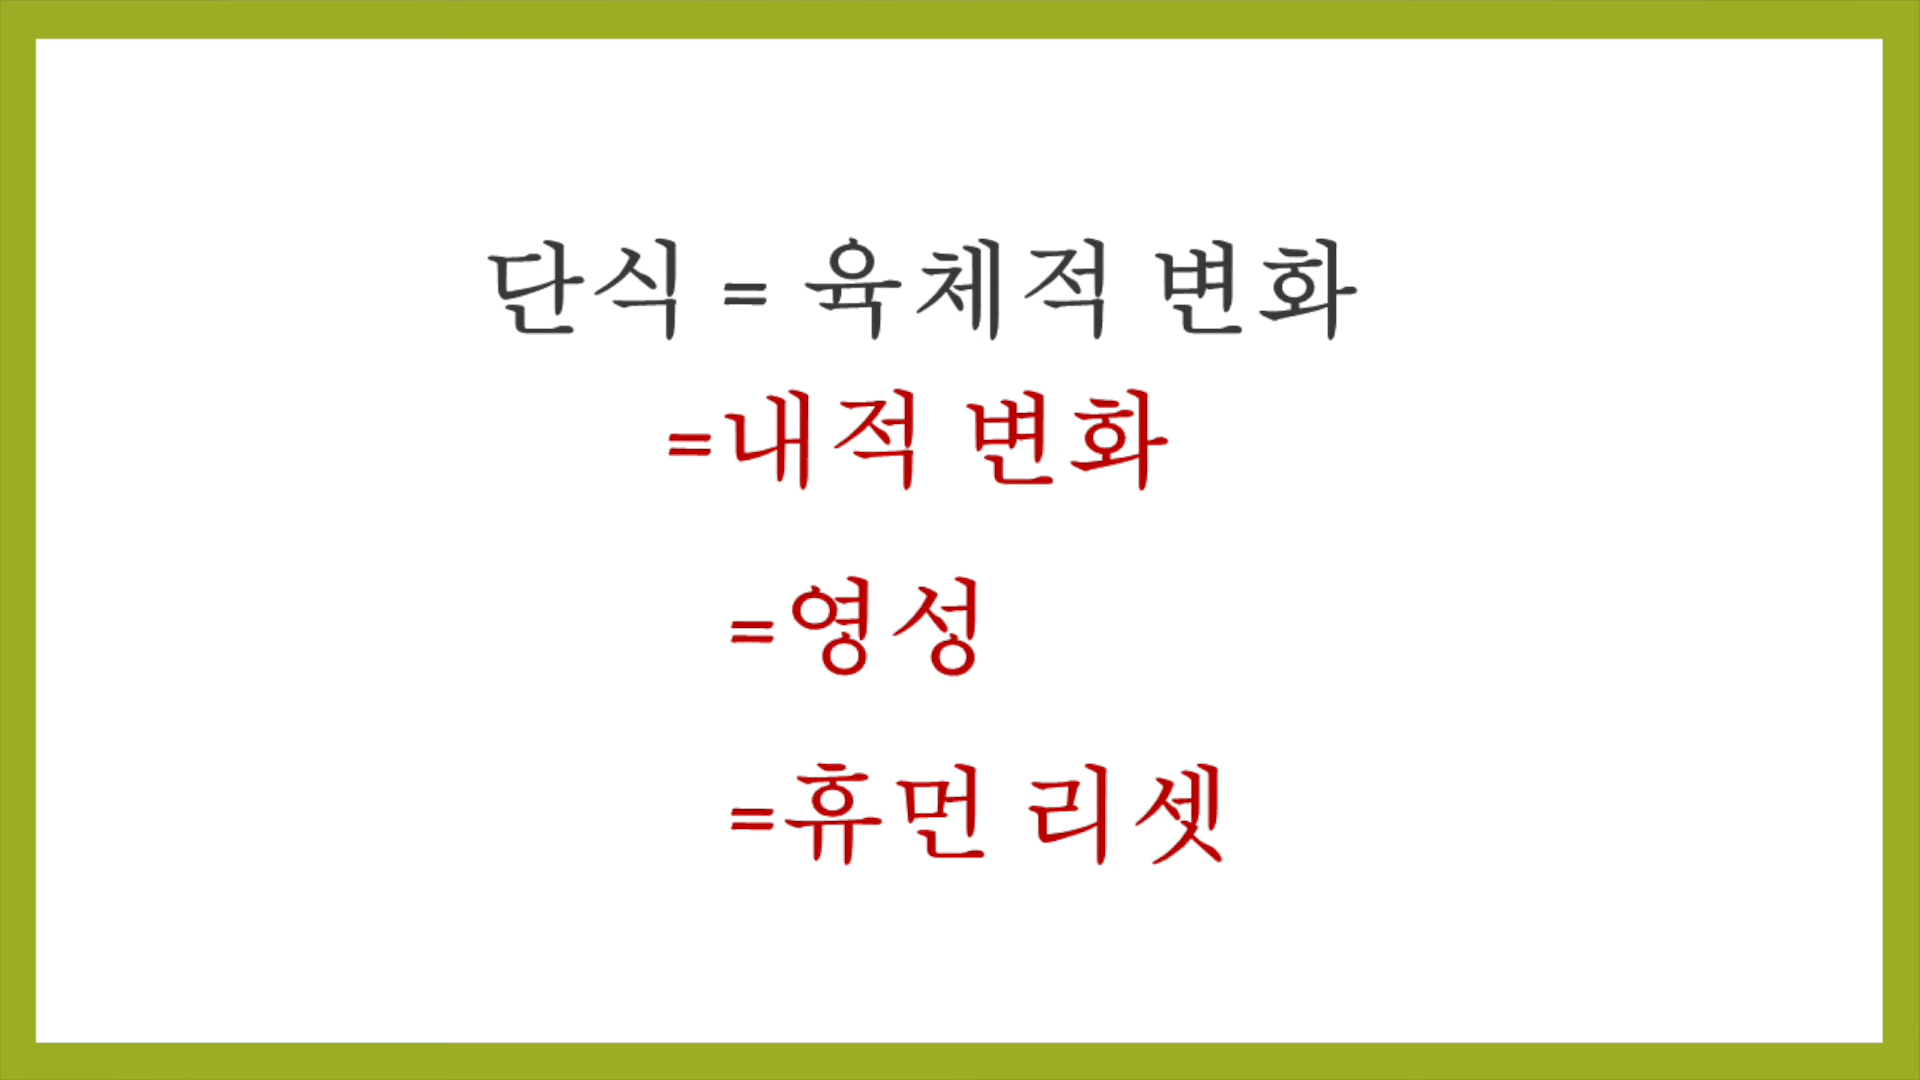 단식 = 육체적 변화
=내적 변화
=영성
=휴먼 리셋